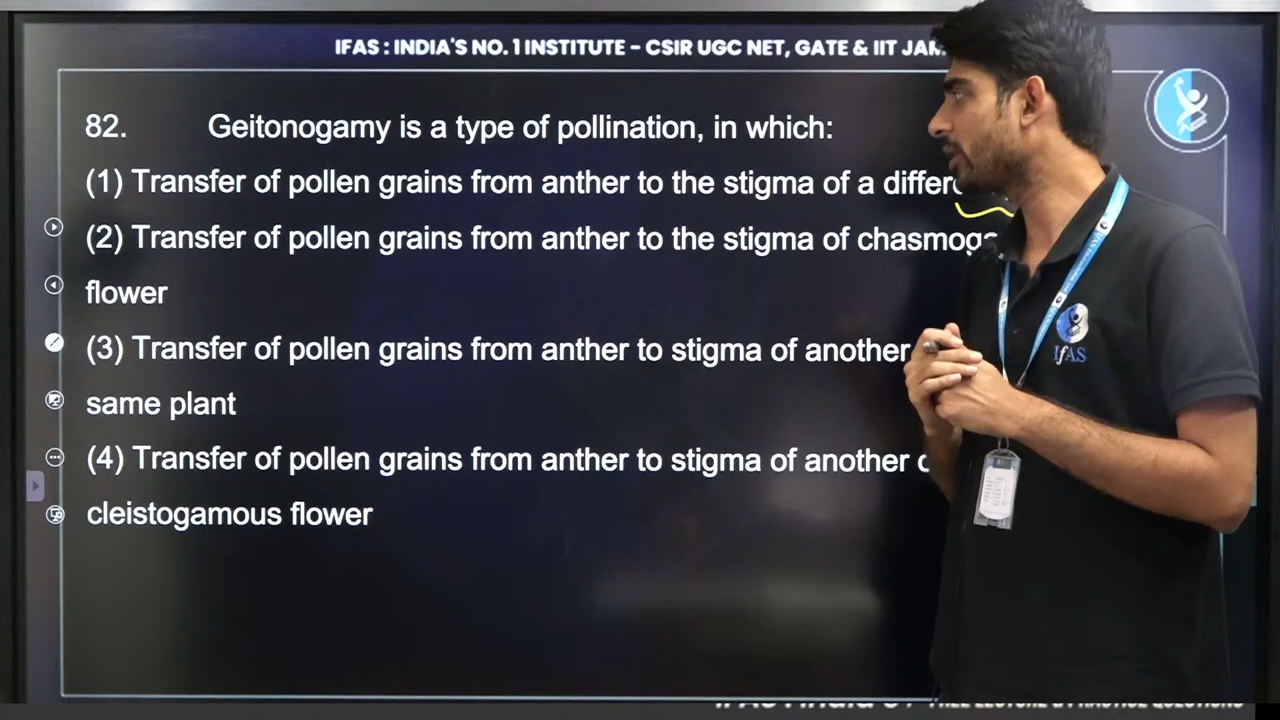 IFAS : INDIA'S NO. 1 INSTITUTE - CSIR UGC NET, GATE & IIT JAM
82. Geitonogamy is a type of pollination, in which:
(1) Transfer of pollen grains from anther to the stigma of a
(2) Transfer of pollen grains from anther to the stigma of
flower
(3) Transfer of pollen grains from anther to stigma of another
same plant
(4) Transfer of pollen grains from anther to stigma of another
cleistogamous flower
IFAS